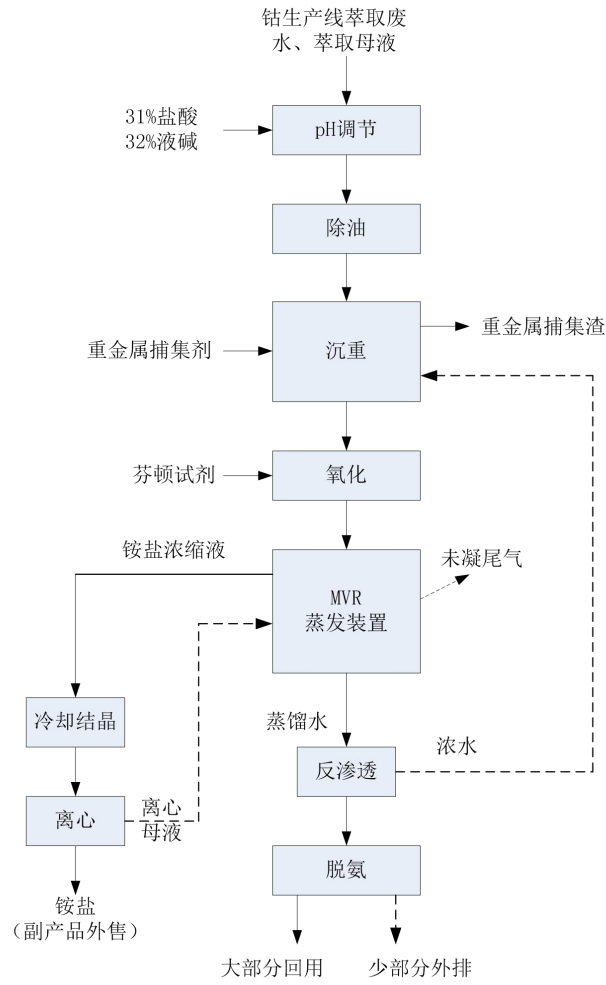 钴生产线萃取废
水、萃取母液
31%盐酸
32%液碱
pH调节
除油
重金属捕集剂
沉重
重金属捕集渣
芬顿试剂
氧化
铵盐浓缩液
MVR
蒸发装置
未凝尾气
冷却结晶
蒸馏水
反渗透
浓水
离心
离心
母液
脱氨
铵盐
（副产品外售）
大部分回用
少部分外排